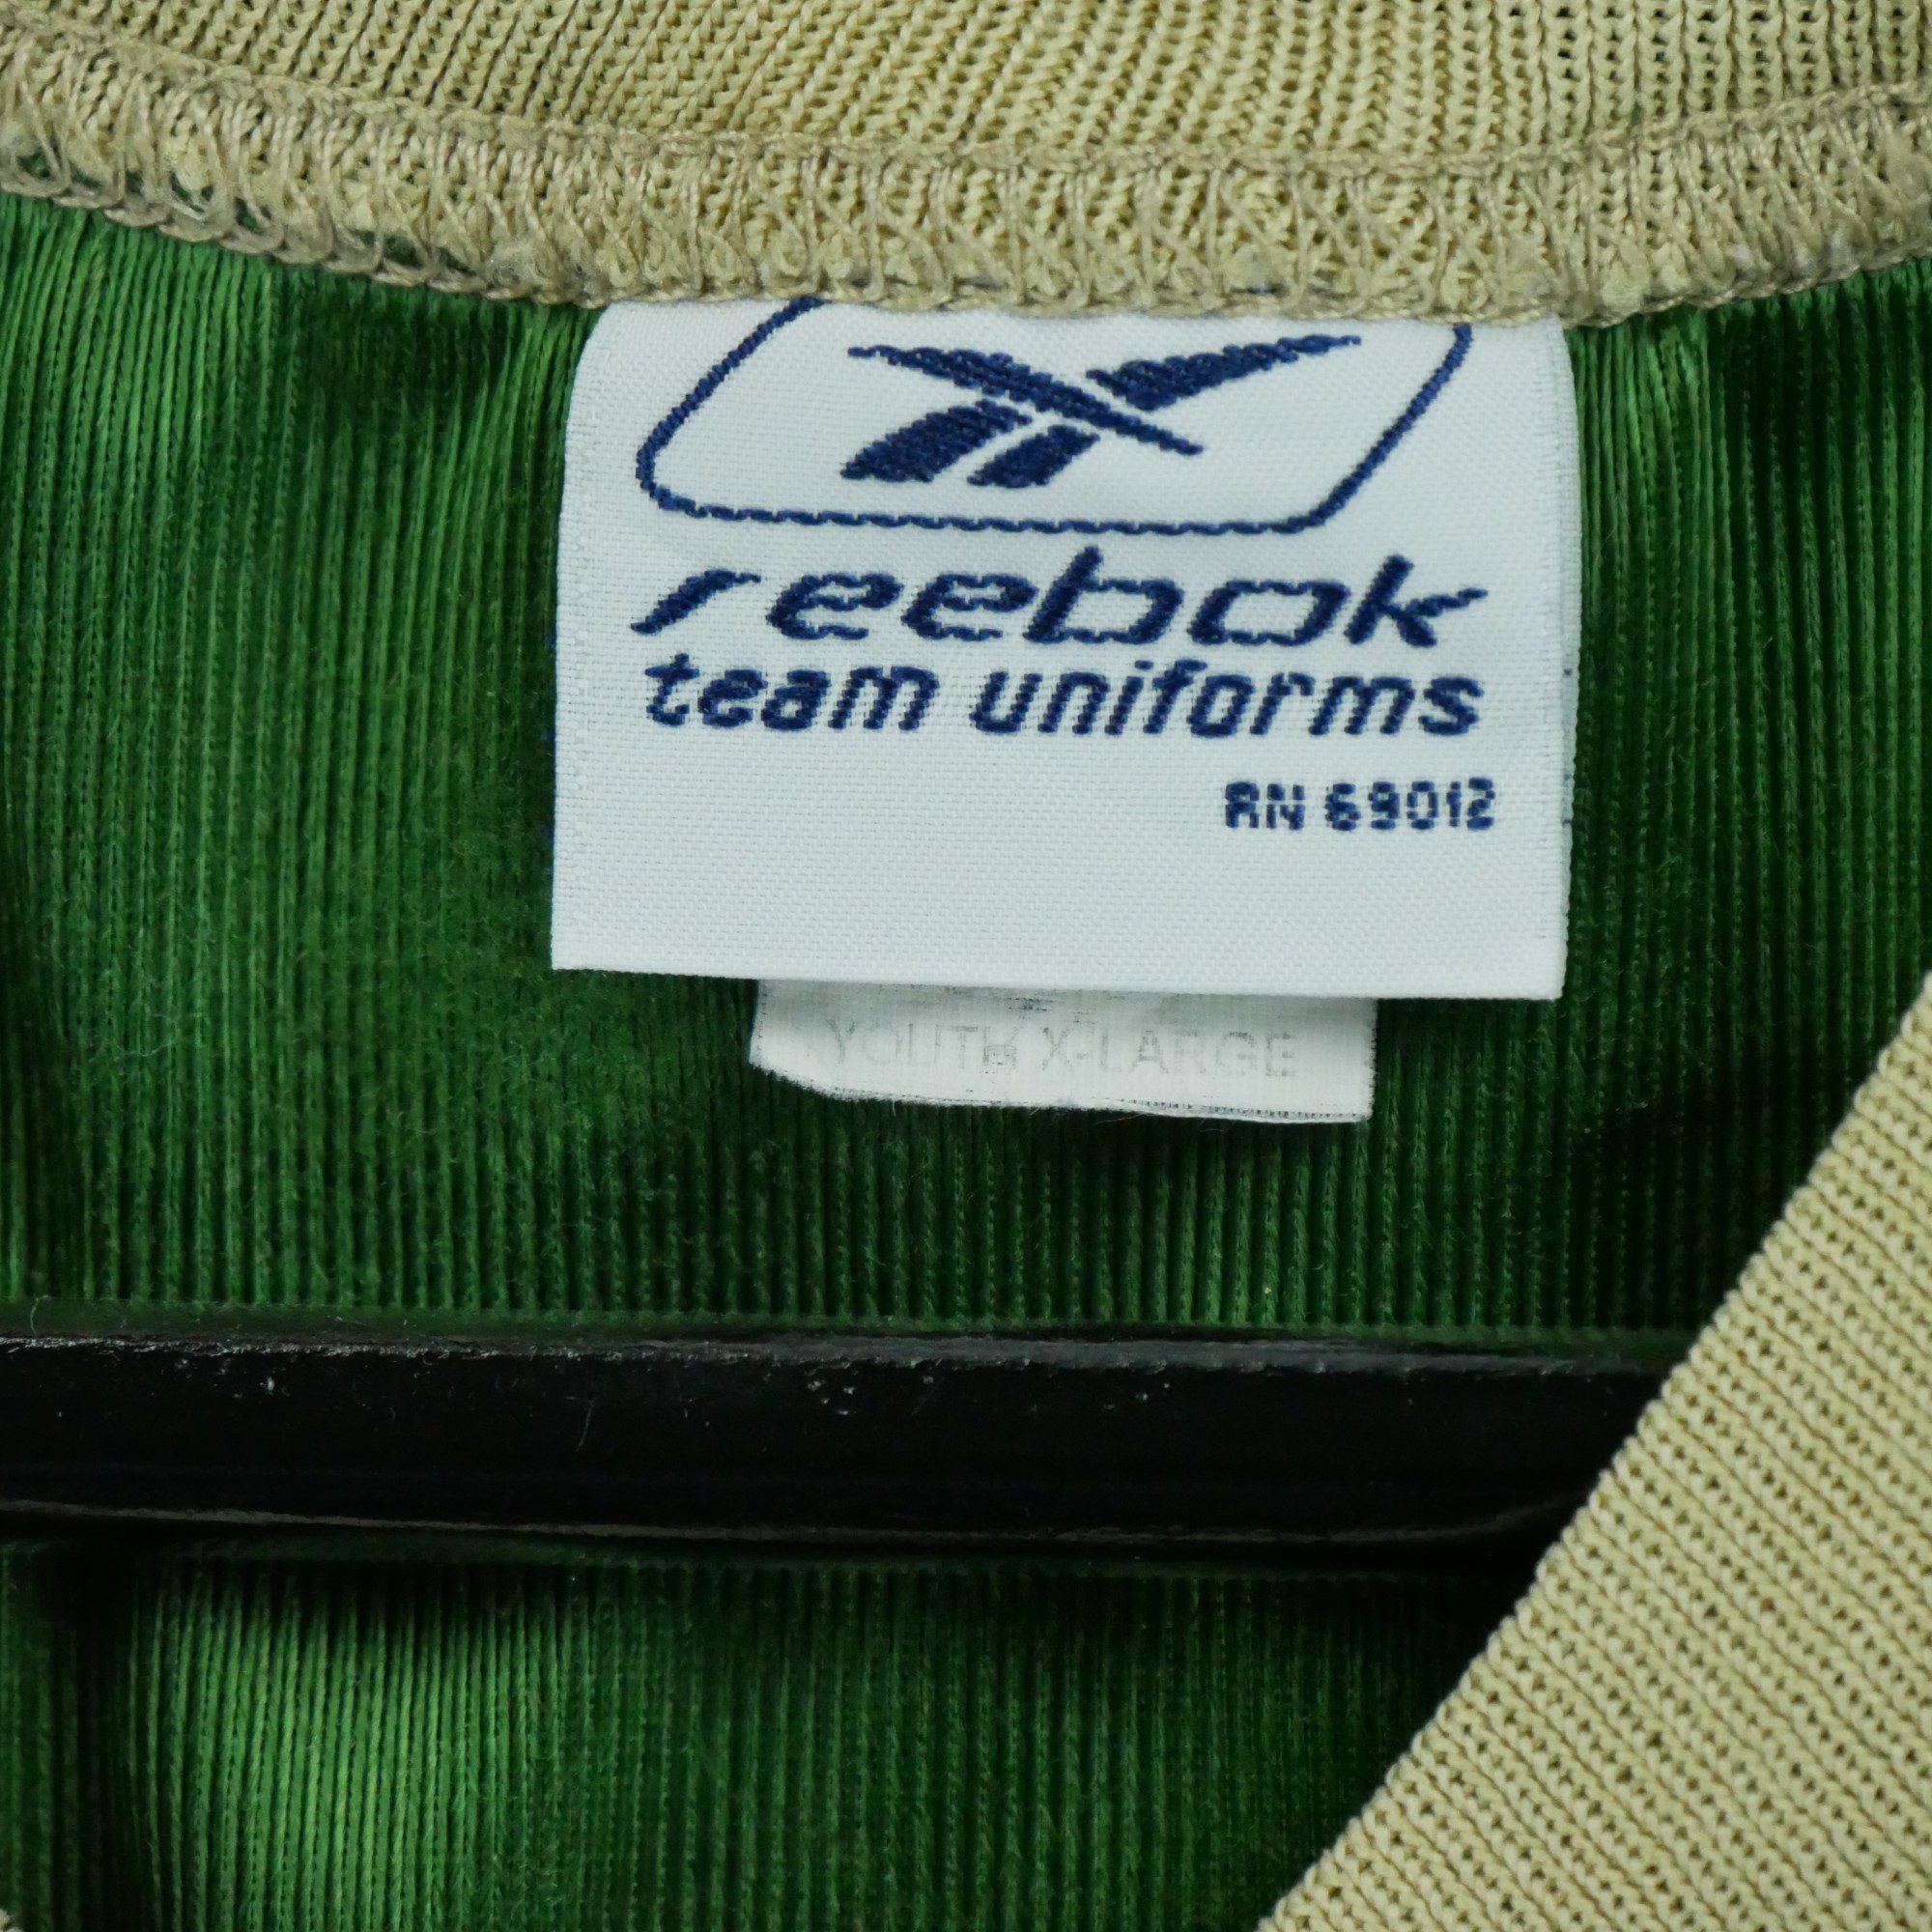 reebok
team uniforms
RN 69012
YOUTH X-LARGE